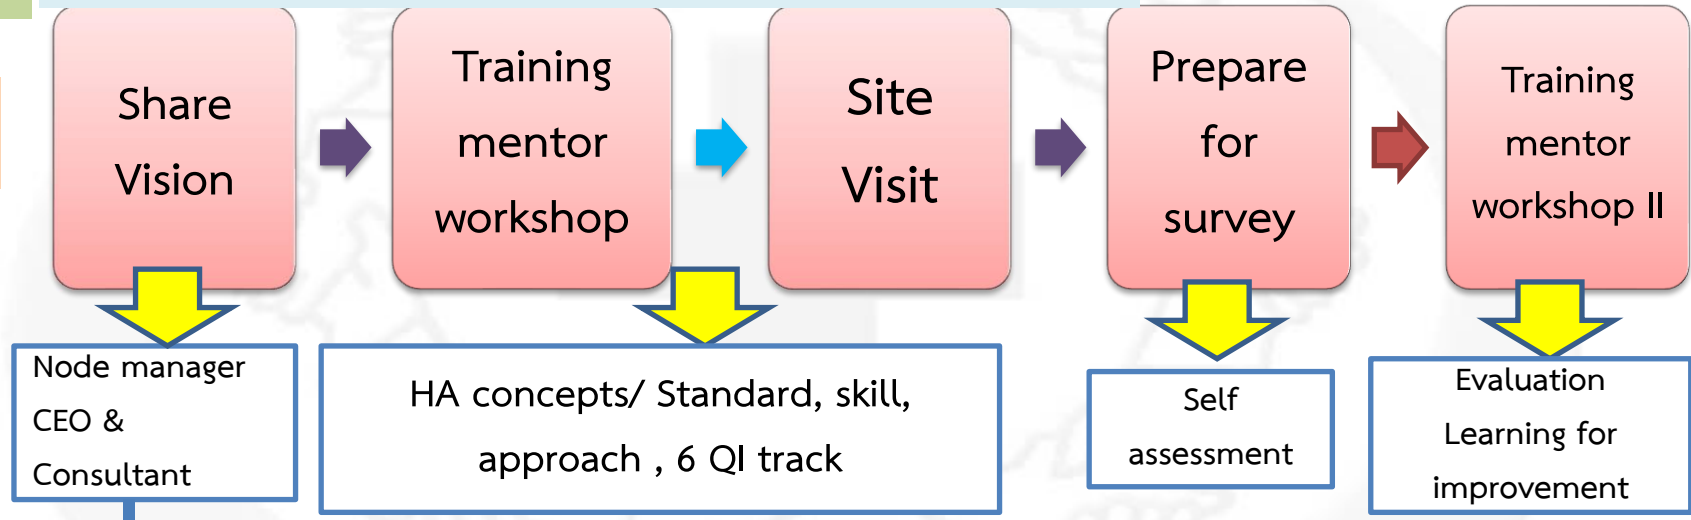 Share
Vision
Training
mentor
workshop
Site
Visit
Prepare
for
survey
Training
mentor
workshop II
Node manager
CEO &
Consultant
HA concepts/ Standard, skill,
approach , 6 QI track
Self
assessment
Evaluation
Learning for
improvement